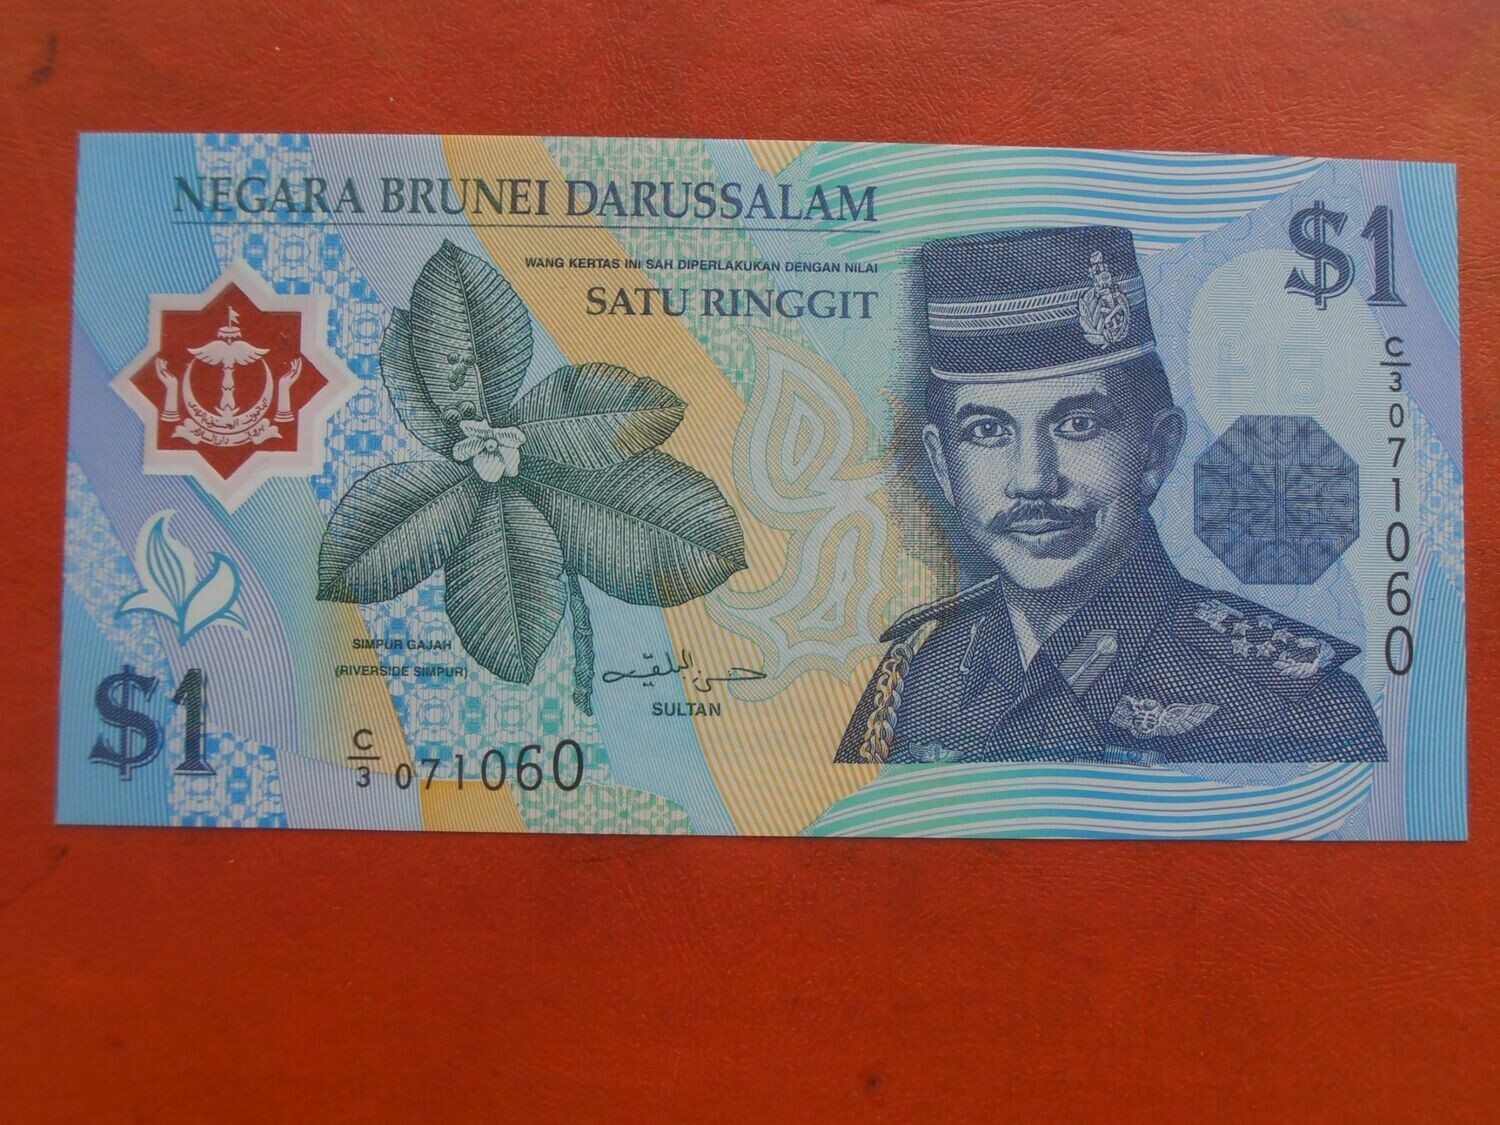 NEGARA BRUNEI DARUSSALAM
WANG KERTAS INI SAH DIPERLAKUKAN DENGAN NILAI
SATU RINGGIT
$1
C/3 071060
SIMPUR GAJAH
(RIVERSIDE SIMPUR)
SULTAN
$1
C/3 071060